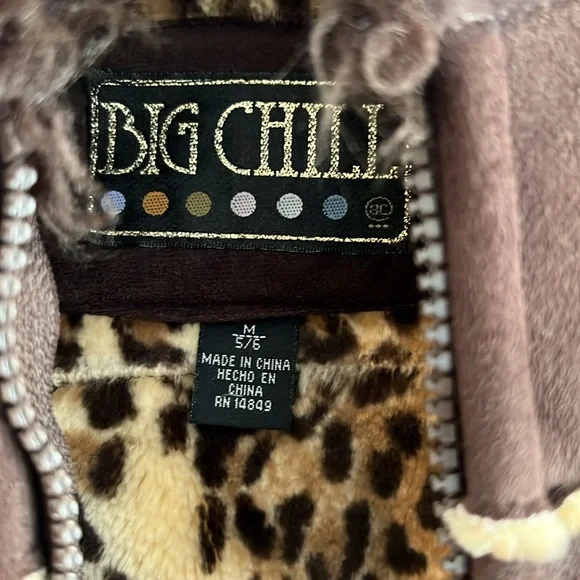 BIG CHILL
M
5/6
MADE IN CHINA
HECHO EN
CHINA
RN 14849